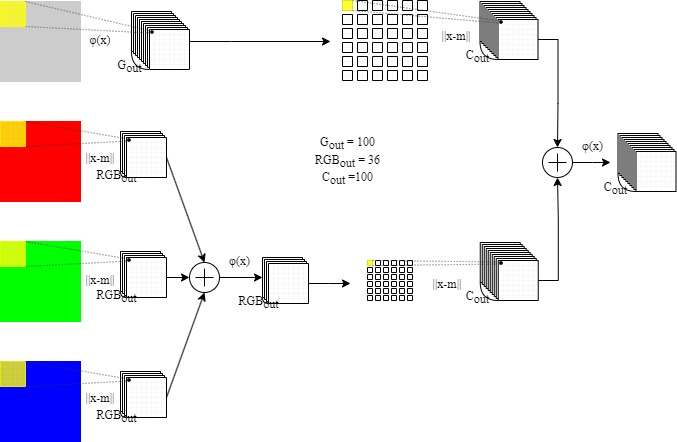 φ(x)
G_out
||x-m||
C_out
||x-m||
RGB_out
G_out = 100
RGB_out = 36
C_out =100
φ(x)
C_out
||x-m||
RGB_out
φ(x)
RGB_out
||x-m||
C_out
||x-m||
RGB_out